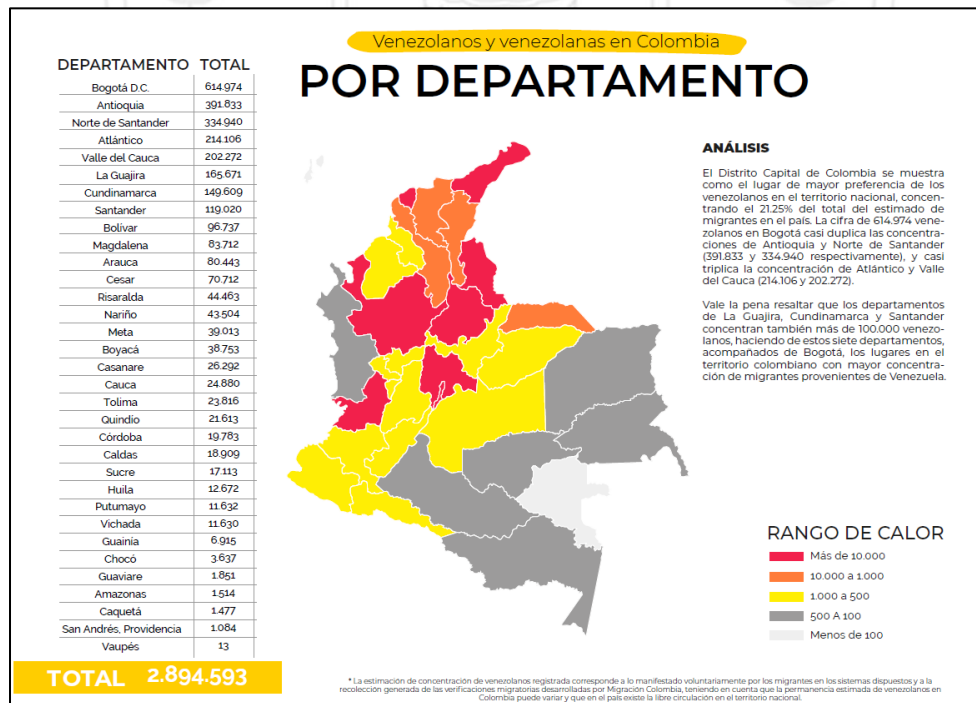 Venezolanos y venezolanas en Colombia
POR DEPARTAMENTO
DEPARTAMENTO TOTAL
Bogotá D.C. 614.974
Antioquia 391.833
Norte de Santander 334.940
Atlántico 214.106
Valle del Cauca 202.272
La Guajira 165.671
Cundinamarca 149.609
Santander 119.020
Bolívar 96.737
Magdalena 83.712
Arauca 80.443
Cesar 70.712
Risaralda 44.463
Nariño 43.504
Meta 39.013
Boyacá 38.753
Casanare 26.292
Cauca 24.880
Tolima 23.816
Quindío 21.613
Córdoba 19.783
Caldas 18.909
Sucre 17.113
Huila 12.672
Putumayo 11.632
Vichada 11.630
Guainía 6.915
Chocó 3.637
Guaviare 1.851
Amazonas 1.514
Caquetá 1.477
San Andrés, Providencia 1.084
Vaupés 13
TOTAL 2.894.593
ANÁLISIS
El Distrito Capital de Colombia se muestra
como el lugar de mayor preferencia de los
venezolanos en el territorio nacional, concen-
trando el 21.25% del total del estimado de
migrantes en el país. La cifra de 614.974 vene-
zolanos en Bogotá casi duplica las concentra-
ciones de Antioquia y Norte de Santander
(391.833 y 334.940 respectivamente), y casi
triplica la concentración de Atlántico y Valle
del Cauca (214.106 y 202.272).
Vale la pena resaltar que los departamentos
de La Guajira, Cundinamarca y Santander
concentran también más de 100.000 venezo-
lanos, haciendo de estos siete departamentos,
acompañados de Bogotá, los lugares en el
territorio colombiano con mayor concentra-
ción de migrantes provenientes de Venezuela.
RANGO DE CALOR
Más de 10.000
10.000 a 1.000
1.000 a 500
500 A 100
Menos de 100
* La estimación de concentración de venezolanos registrada corresponde a lo manifestado voluntariamente por los migrantes en los sistemas dispuestos y a la
recolección generada de las verificaciones migratorias desarrolladas por Migración Colombia, teniendo en cuenta que la permanencia estimada de venezolanos en
Colombia puede variar y que en el país existe la libre circulación en el territorio nacional.